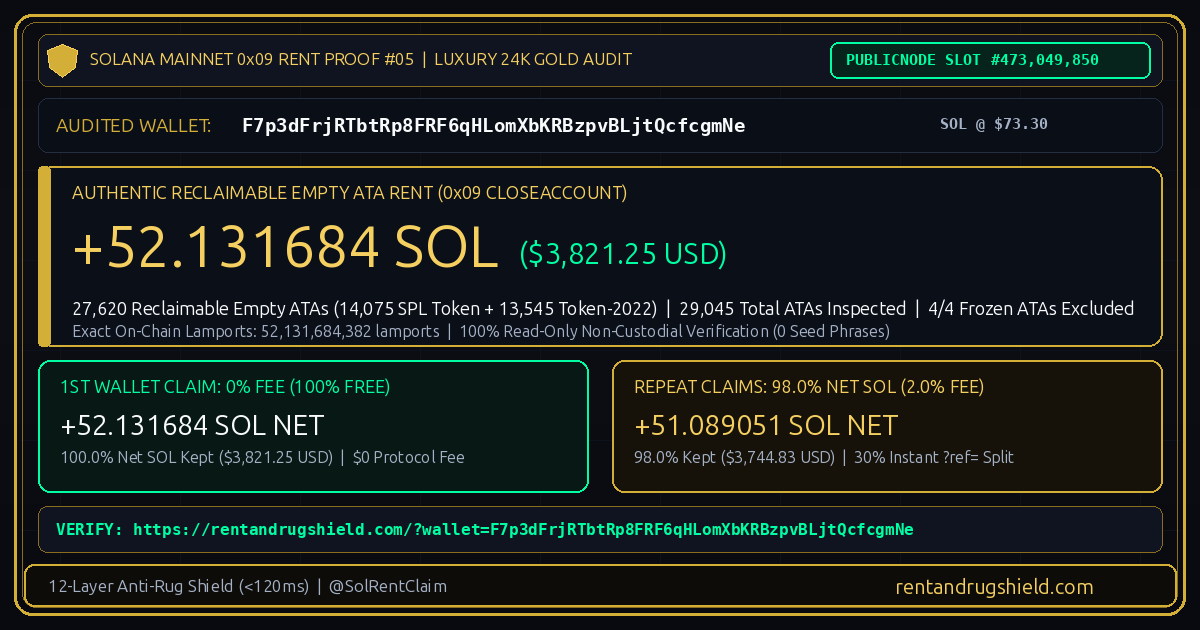 SOLANA MAINNET 0x09 RENT PROOF #05 | LUXURY 24K GOLD AUDIT
PUBLICNODE SLOT #473,049,850
AUDITED WALLET: F7p3dFrjRTbtRp8FRF6qHLomXbKRBzpvBLjtQcfcgmNe
SOL @ $73.30
AUTHENTIC RECLAIMABLE EMPTY ATA RENT (0x09 CLOSEACCOUNT)
+52.131684 SOL ($3,821.25 USD)
27,620 Reclaimable Empty ATAs (14,075 SPL Token + 13,545 Token-2022) | 29,045 Total ATAs Inspected | 4/4 Frozen ATAs Excluded
Exact On-Chain Lamports: 52,131,684,382 lamports | 100% Read-Only Non-Custodial Verification (0 Seed Phrases)
1ST WALLET CLAIM: 0% FEE (100% FREE)
+52.131684 SOL NET
100.0% Net SOL Kept ($3,821.25 USD) | $0 Protocol Fee
REPEAT CLAIMS: 98.0% NET SOL (2.0% FEE)
+51.089051 SOL NET
98.0% Kept ($3,744.83 USD) | 30% Instant ?ref= Split
VERIFY: https://rentandrugshield.com/?wallet=F7p3dFrjRTbtRp8FRF6qHLomXbKRBzpvBLjtQcfcgmNe
12-Layer Anti-Rug Shield (<120ms) | @SolRentClaim
rentandrugshield.com